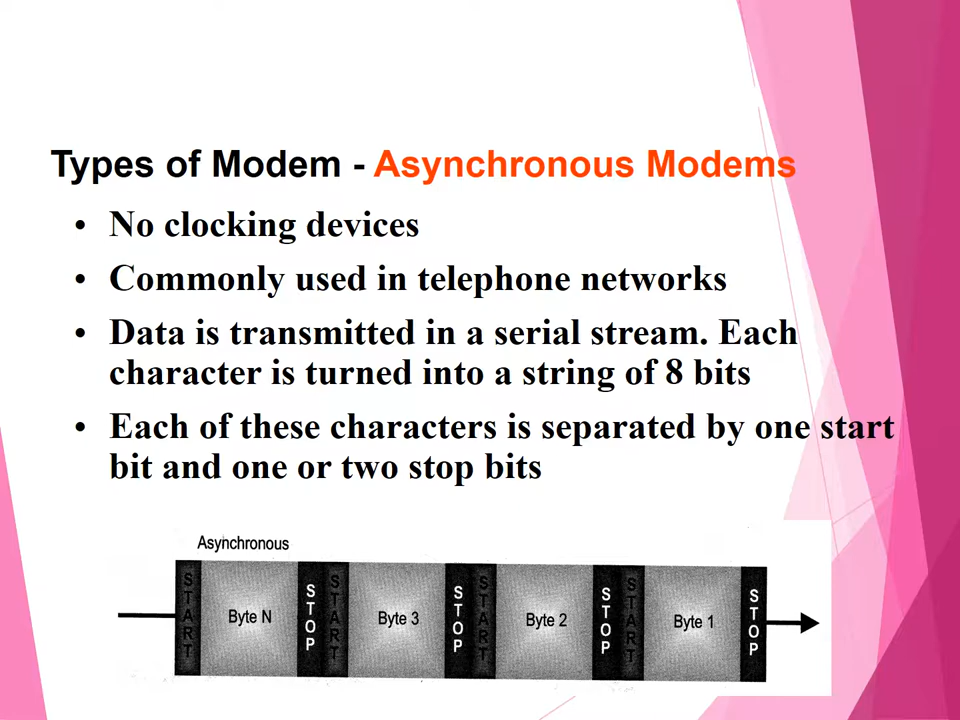 Types of Modem - Asynchronous Modems
• No clocking devices
• Commonly used in telephone networks
• Data is transmitted in a serial stream. Each
character is turned into a string of 8 bits
• Each of these characters is separated by one start
bit and one or two stop bits
Asynchronous
START Byte N STOP START Byte 3 STOP START Byte 2 STOP START Byte 1 STOP